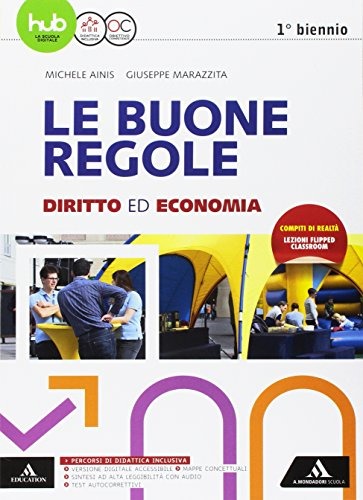 hub
LA SCUOLA DIGITALE
DIDATTICA INCLUSIVA
OC
OBIETTIVO
1° biennio
MICHELE AINIS GIUSEPPE MARAZZITA
LE BUONE
REGOLE
DIRITTO ED ECONOMIA
COMPITI DI REALTÀ
LEZIONI FLIPPED
CLASSROOM
• PERCORSI DI DIDATTICA INCLUSIVA
• VERSIONE DIGITALE ACCESSIBILE • MAPPE CONCETTUALI
• SINTESI AD ALTA LEGGIBILITÀ CON AUDIO
• TEST AUTOCORRETTIVI
EDUCATION
A. MONDADORI SCUOLA